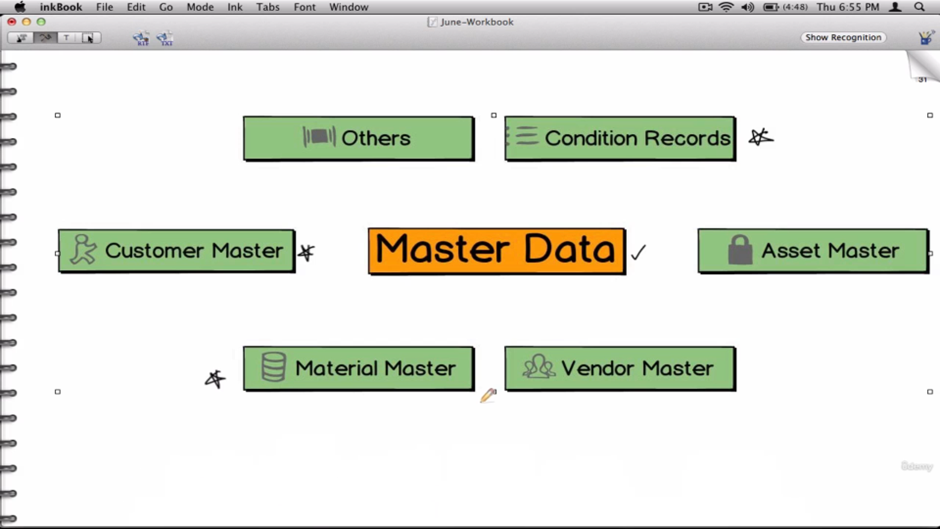 inkBook File Edit Go Mode Ink Tabs Font Window (4:48) Thu 6:55 PM
June-Workbook
T Show Recognition
31
Others Condition Records
Customer Master Master Data Asset Master
Material Master Vendor Master
Udemy